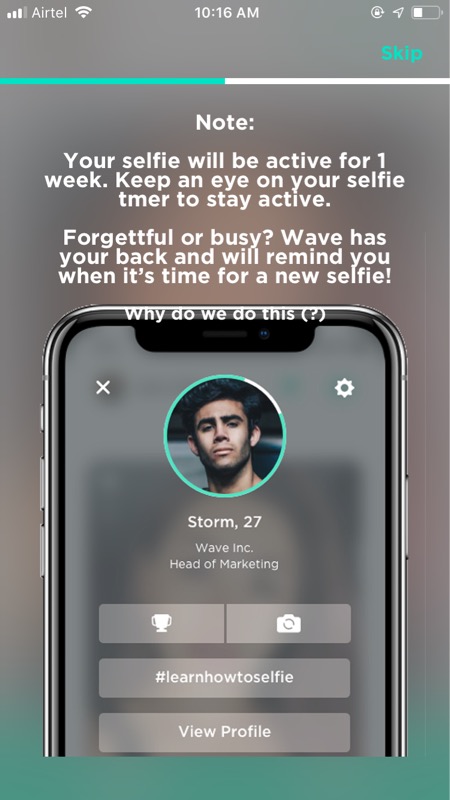 Airtel
10:16 AM
Skip
Note:
Your selfie will be active for 1
week. Keep an eye on your selfie
tmer to stay active.
Forgettful or busy? Wave has
your back and will remind you
when it's time for a new selfie!
Why do we do this (?)
Storm, 27
Wave Inc.
Head of Marketing
#learnhowtoselfie
View Profile